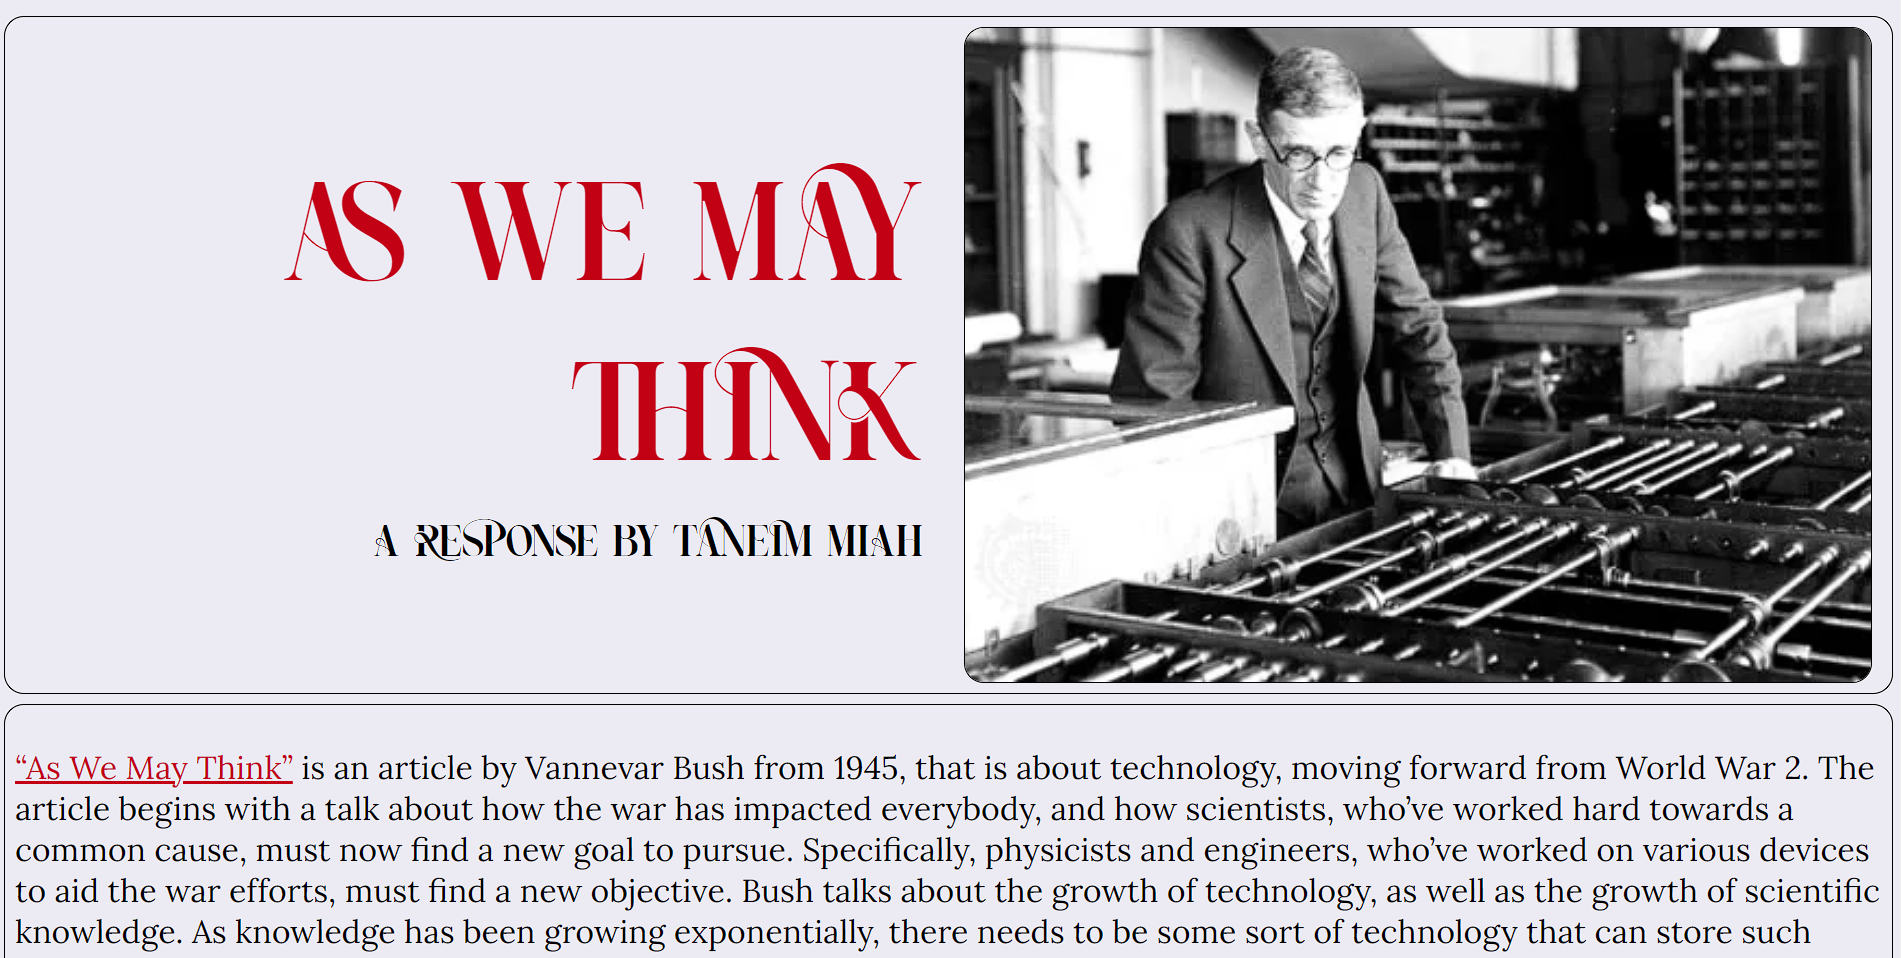 AS WE MAY
THINK
A RESPONSE BY TANEIM MIAH
“As We May Think” is an article by Vannevar Bush from 1945, that is about technology, moving forward from World War 2. The
article begins with a talk about how the war has impacted everybody, and how scientists, who’ve worked hard towards a
common cause, must now find a new goal to pursue. Specifically, physicists and engineers, who’ve worked on various devices
to aid the war efforts, must find a new objective. Bush talks about the growth of technology, as well as the growth of scientific
knowledge. As knowledge has been growing exponentially, there needs to be some sort of technology that can store such